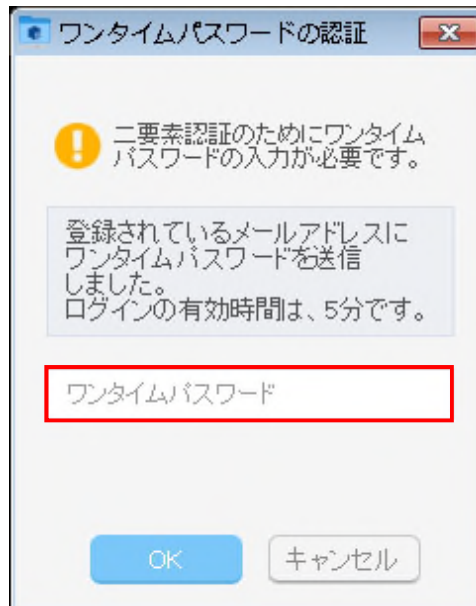 ワンタイムパスワードの認証
二要素認証のためにワンタイム
パスワードの入力が必要です。
登録されているメールアドレスに
ワンタイムパスワードを送信
しました。
ログインの有効時間は、5分です。
ワンタイムパスワード
OK
キャンセル